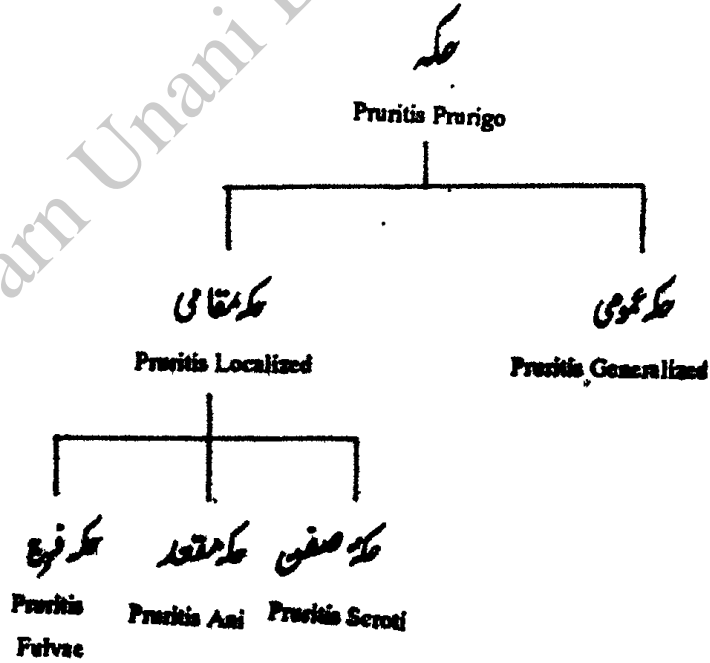 arn Unani
حکہ
Pruritis Prurigo
حکہ مقامی
حکہ عمومی
Pruritis Localized
Pruritis Generalized
حکہ فرج
حکہ مقعد
حکہ صفن
Pruritis
Fulvae
Pruritis Ani
Pruritis Scroti